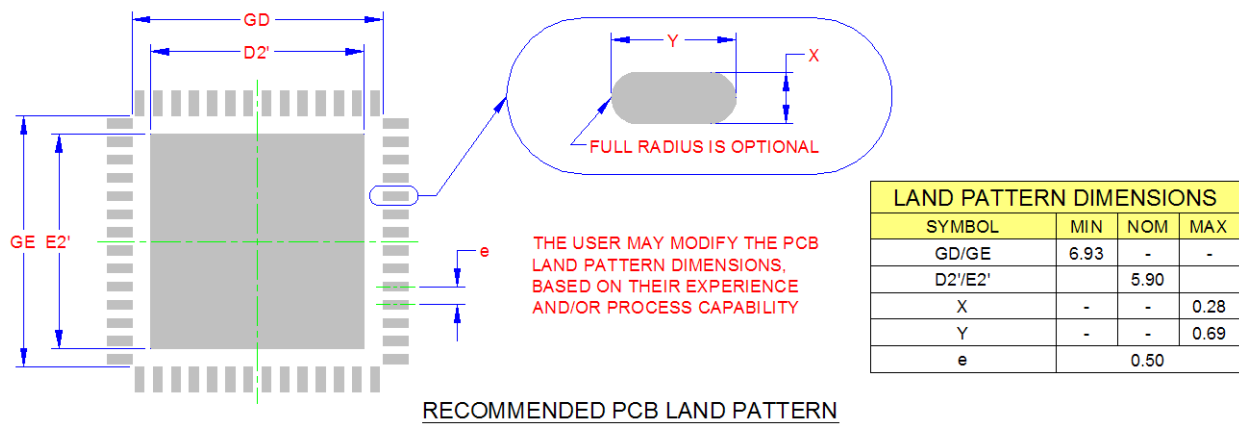 GD
D2'
Y
X
FULL RADIUS IS OPTIONAL
GE E2'
e
THE USER MAY MODIFY THE PCB
LAND PATTERN DIMENSIONS,
BASED ON THEIR EXPERIENCE
AND/OR PROCESS CAPABILITY
LAND PATTERN DIMENSIONS
SYMBOL MIN NOM MAX
GD/GE 6.93 - -
D2'/E2' 5.90
X - - 0.28
Y - - 0.69
e 0.50
RECOMMENDED PCB LAND PATTERN